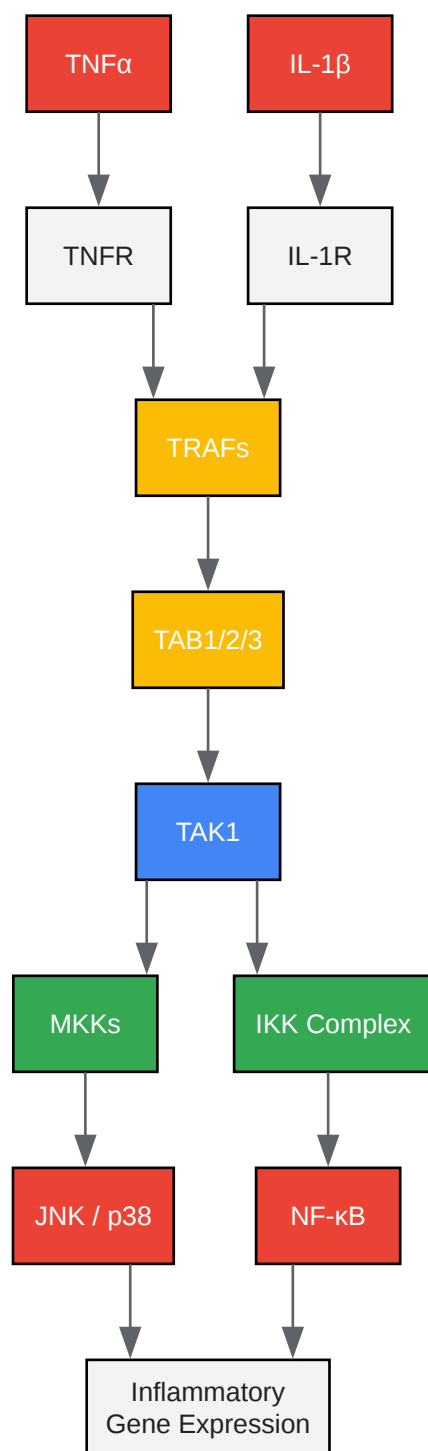 TNFα
IL-1β
TNFR
IL-1R
TRAFs
TAB1/2/3
TAK1
MKKs
IKK Complex
JNK / p38
NF-κB
Inflammatory
Gene Expression